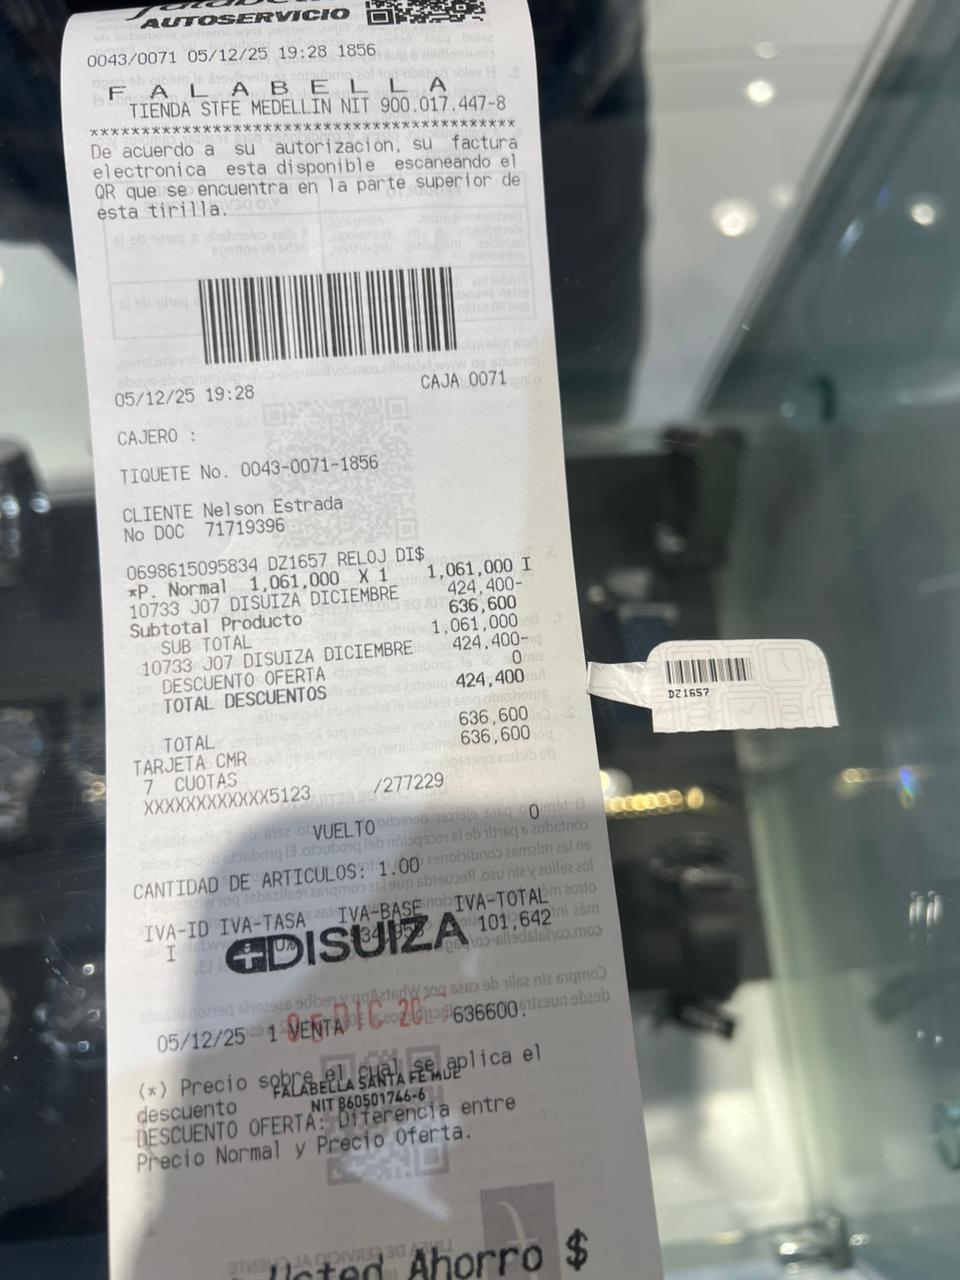 AUTOSERVICIO
0043/0071 05/12/25 19:28 1856
F A L A B E L L A
TIENDA STFE MEDELLIN NIT 900.017.447-8
******************************************
De acuerdo a su autorizacion, su factura
electronica esta disponible escaneando el
QR que se encuentra en la parte superior de
esta tirilla.
05/12/25 19:28 CAJA 0071
CAJERO :
TIQUETE No. 0043-0071-1856
CLIENTE Nelson Estrada
No DOC 71719396
0698615095834 DZ1657 RELOJ DI$
*P. Normal 1,061,000 X 1 1,061,000 I
10733 J07 DISUIZA DICIEMBRE 424,400-
Subtotal Producto 636,600
SUB TOTAL 1,061,000
10733 J07 DISUIZA DICIEMBRE 424,400-
DESCUENTO OFERTA 0
TOTAL DESCUENTOS 424,400
TOTAL 636,600
TARJETA CMR 636,600
7 CUOTAS
XXXXXXXXXXXX5123 /277229
VUELTO 0
CANTIDAD DE ARTICULOS: 1.00
IVA-ID IVA-TASA IVA-BASE IVA-TOTAL
I 101,642
DISUIZA
05 DIC 20
05/12/25 1 VENTA 636600.
(*) Precio sobre el cual se aplica el
descuento
FALABELLA SANTA FE MDE
NIT 860501746-6
DESCUENTO OFERTA: Diferencia entre
Precio Normal y Precio Oferta.
Usted Ahorro $
DZ1657